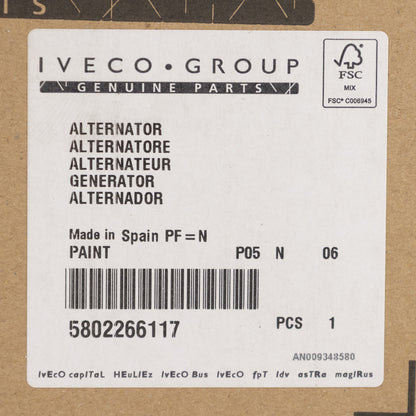 TS
IVECO•GROUP
GENUINE PARTS
FSC
MIX
FSC® C006945
ALTERNATOR
ALTERNATORE
ALTERNATEUR
GENERATOR
ALTERNADOR
Made in Spain PF=N
PAINT P05 N 06
5802266117
PCS 1
AN009348580
IvEcO capITaL HEuLIEz IvEcO Bus IvEcO fpT Idv asTRa magIRus